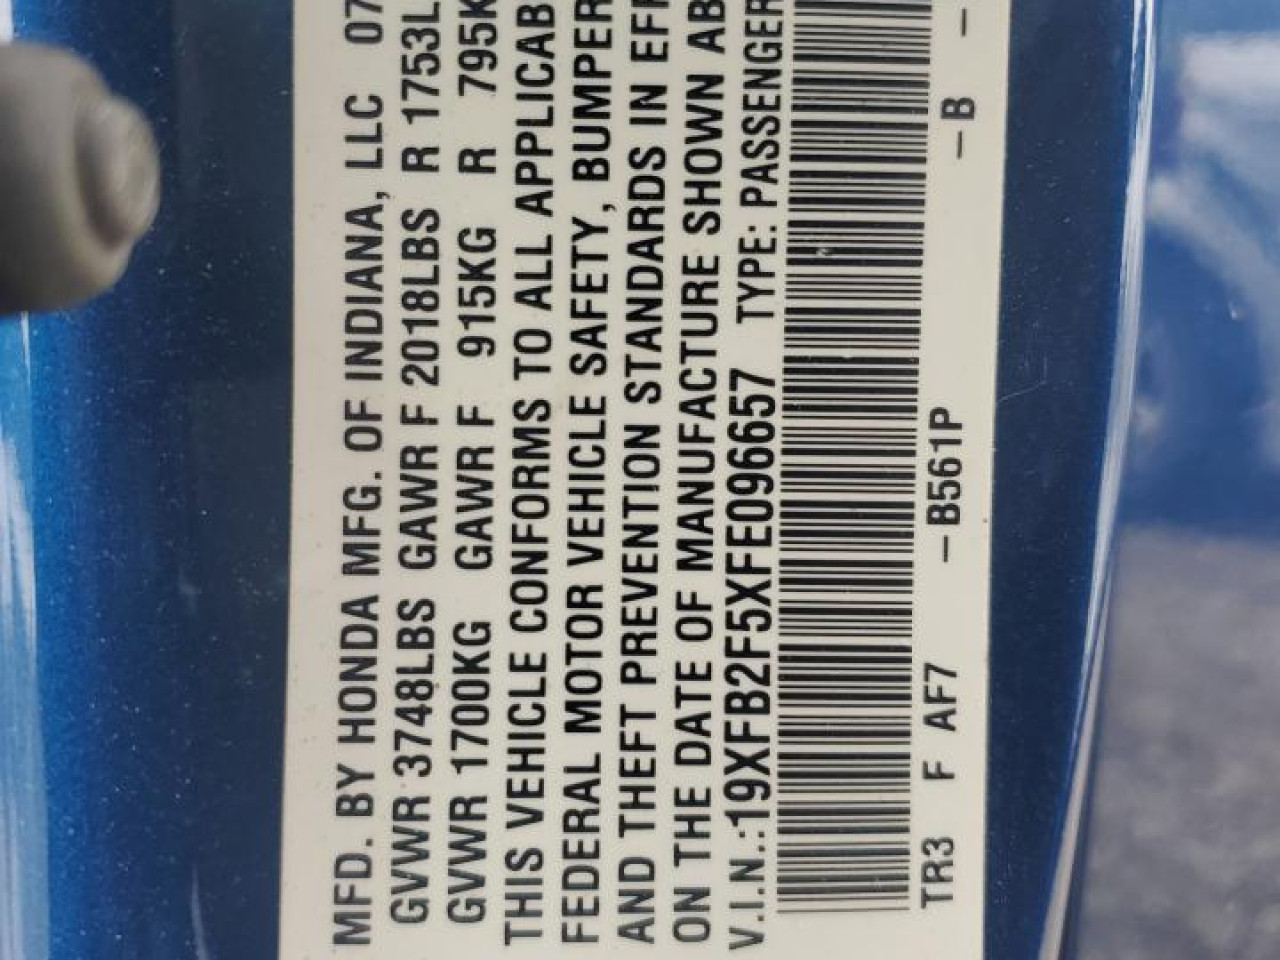 MFD. BY HONDA MFG. OF INDIANA, LLC 07
GVWR 3748LBS GAWR F 2018LBS R 1753L
GVWR 1700KG GAWR F 915KG R 795K
THIS VEHICLE CONFORMS TO ALL APPLICAB
FEDERAL MOTOR VEHICLE SAFETY, BUMPER
AND THEFT PREVENTION STANDARDS IN EFF
ON THE DATE OF MANUFACTURE SHOWN AB
V.I.N.:19XFB2F5XFE096657 TYPE: PASSENGER
TR3 F AF7 –B561P –B –